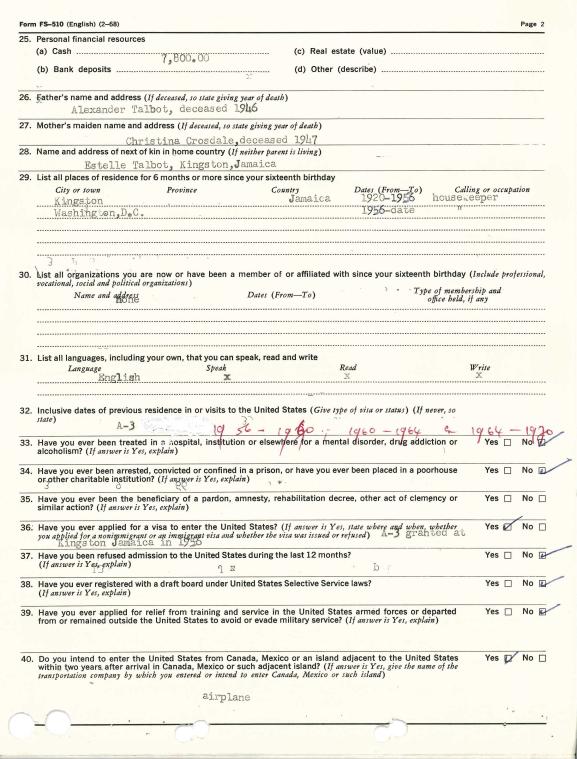 Form FS-510 (English) (2-68) Page 2
25. Personal financial resources
(a) Cash 7,800.00 (c) Real estate (value)
(b) Bank deposits (d) Other (describe)
26. Father's name and address (If deceased, so state giving year of death)
Alexander Talbot, deceased 1946
27. Mother's maiden name and address (If deceased, so state giving year of death)
Christina Crosdale,deceased 1947
28. Name and address of next of kin in home country (If neither parent is living)
Estelle Talbot, Kingston,Jamaica
29. List all places of residence for 6 months or more since your sixteenth birthday
City or town Province Country Dates (From—To) Calling or occupation
Kingston Jamaica 1920-1956 housekeeper
Washington,D.C. 1956-date "
30. List all organizations you are now or have been a member of or affiliated with since your sixteenth birthday (Include professional,
vocational, social and political organizations)
Name and address Dates (From—To) Type of membership and
office held, if any
None
31. List all languages, including your own, that you can speak, read and write
Language Speak Read Write
English x x x
32. Inclusive dates of previous residence in or visits to the United States (Give type of visa or status) (If never, so
state)
A-3 1956 - 1960 1960-1964 & 1964-1970
33. Have you ever been treated in a hospital, institution or elsewhere for a mental disorder, drug addiction or Yes No
alcoholism? (If answer is Yes, explain)
34. Have you ever been arrested, convicted or confined in a prison, or have you ever been placed in a poorhouse Yes No
or other charitable institution? (If answer is Yes, explain)
35. Have you ever been the beneficiary of a pardon, amnesty, rehabilitation decree, other act of clemency or Yes No
similar action? (If answer is Yes, explain)
36. Have you ever applied for a visa to enter the United States? (If answer is Yes, state where and when, whether Yes No
you applied for a nonimmigrant or an immigrant visa and whether the visa was issued or refused) A-3 granted at
Kingston Jamaica in 1956
37. Have you been refused admission to the United States during the last 12 months? Yes No
(If answer is Yes, explain)
38. Have you ever registered with a draft board under United States Selective Service laws? Yes No
(If answer is Yes, explain)
39. Have you ever applied for relief from training and service in the United States armed forces or departed Yes No
from or remained outside the United States to avoid or evade military service? (If answer is Yes, explain)
40. Do you intend to enter the United States from Canada, Mexico or an island adjacent to the United States Yes No
within two years after arrival in Canada, Mexico or such adjacent island? (If answer is Yes, give the name of the
transportation company by which you entered or intend to enter Canada, Mexico or such island)
airplane